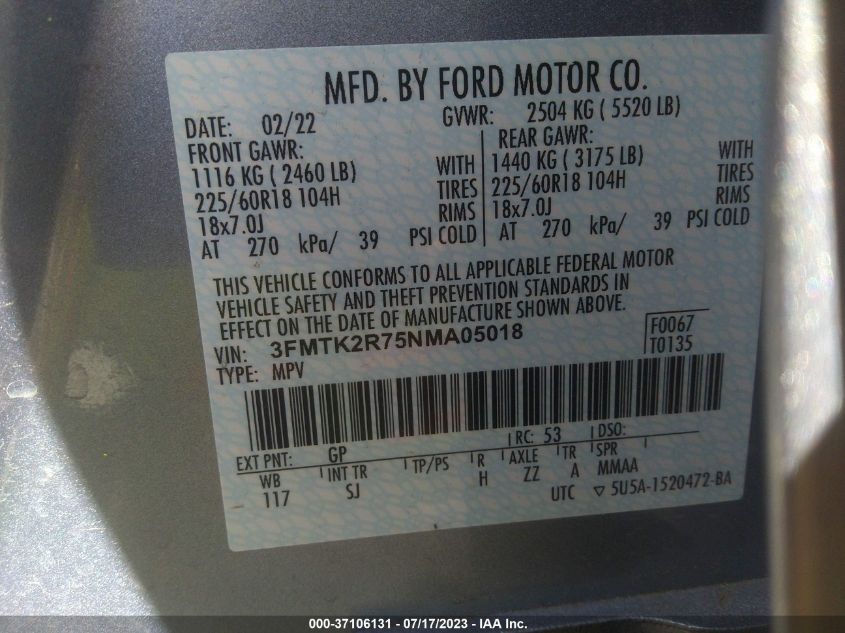 MFD. BY FORD MOTOR CO.
DATE: 02/22 GVWR: 2504 KG ( 5520 LB)
FRONT GAWR: REAR GAWR:
1116 KG ( 2460 LB) WITH 1440 KG ( 3175 LB) WITH
225/60R18 104H TIRES 225/60R18 104H TIRES
18x7.0J RIMS 18x7.0J RIMS
AT 270 kPa/ 39 PSI COLD AT 270 kPa/ 39 PSI COLD
THIS VEHICLE CONFORMS TO ALL APPLICABLE FEDERAL MOTOR
VEHICLE SAFETY AND THEFT PREVENTION STANDARDS IN
EFFECT ON THE DATE OF MANUFACTURE SHOWN ABOVE.
VIN: 3FMTK2R75NMA05018 F0067
TYPE: MPV T0135
EXT PNT: GP RC: 53 DSO:
WB INT TR TP/PS R AXLE TR SPR
117 SJ H ZZ A MMAA
UTC ▽ 5U5A-1520472-BA
000-37106131 - 07/17/2023 - IAA Inc.